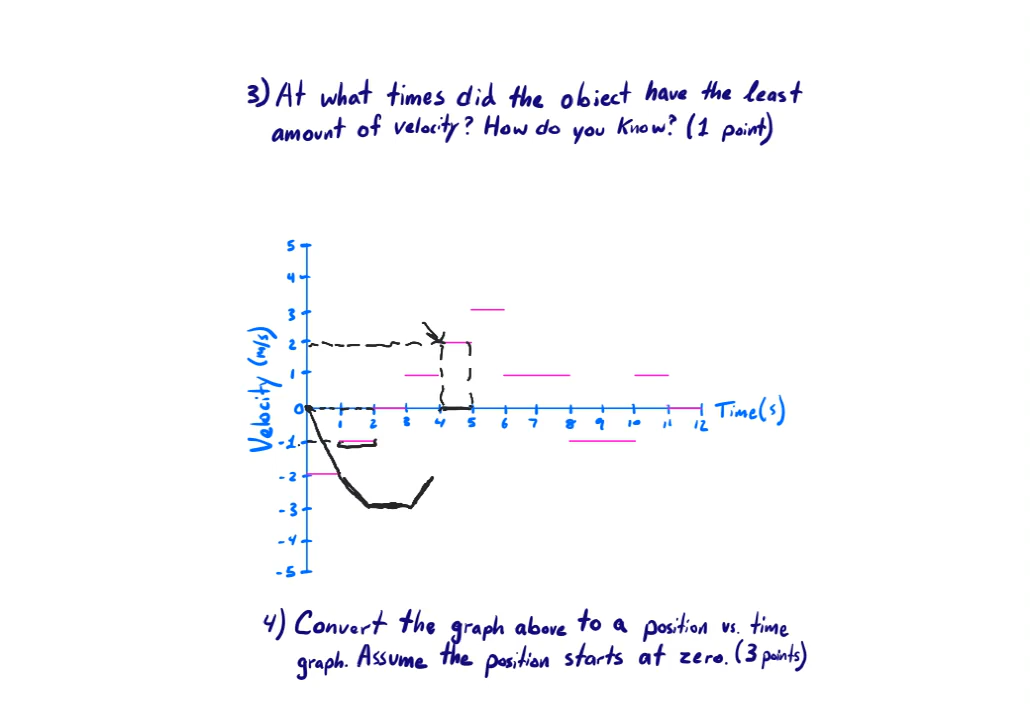 3) At what times did the object have the least
amount of velocity? How do you know? (1 point)
5
4
3
2
1
0
-1
-2
-3
-4
-5
Velocity (m/s)
1 2 3 4 5 6 7 8 9 10 11 12
Time(s)
4) Convert the graph above to a position vs. time
graph. Assume the position starts at zero. (3 points)